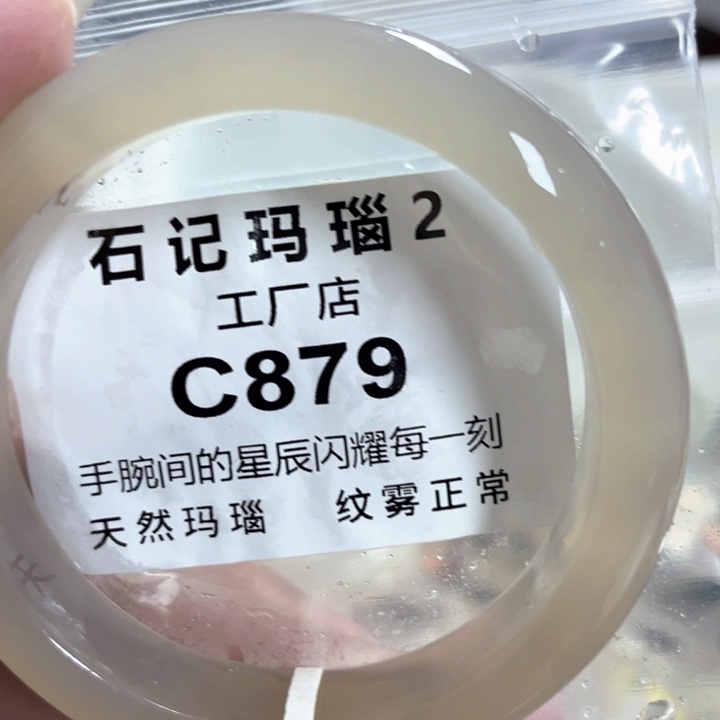 石记玛瑙2
工厂店
C879
手腕间的星辰闪耀每一刻
天然玛瑙 纹雾正常